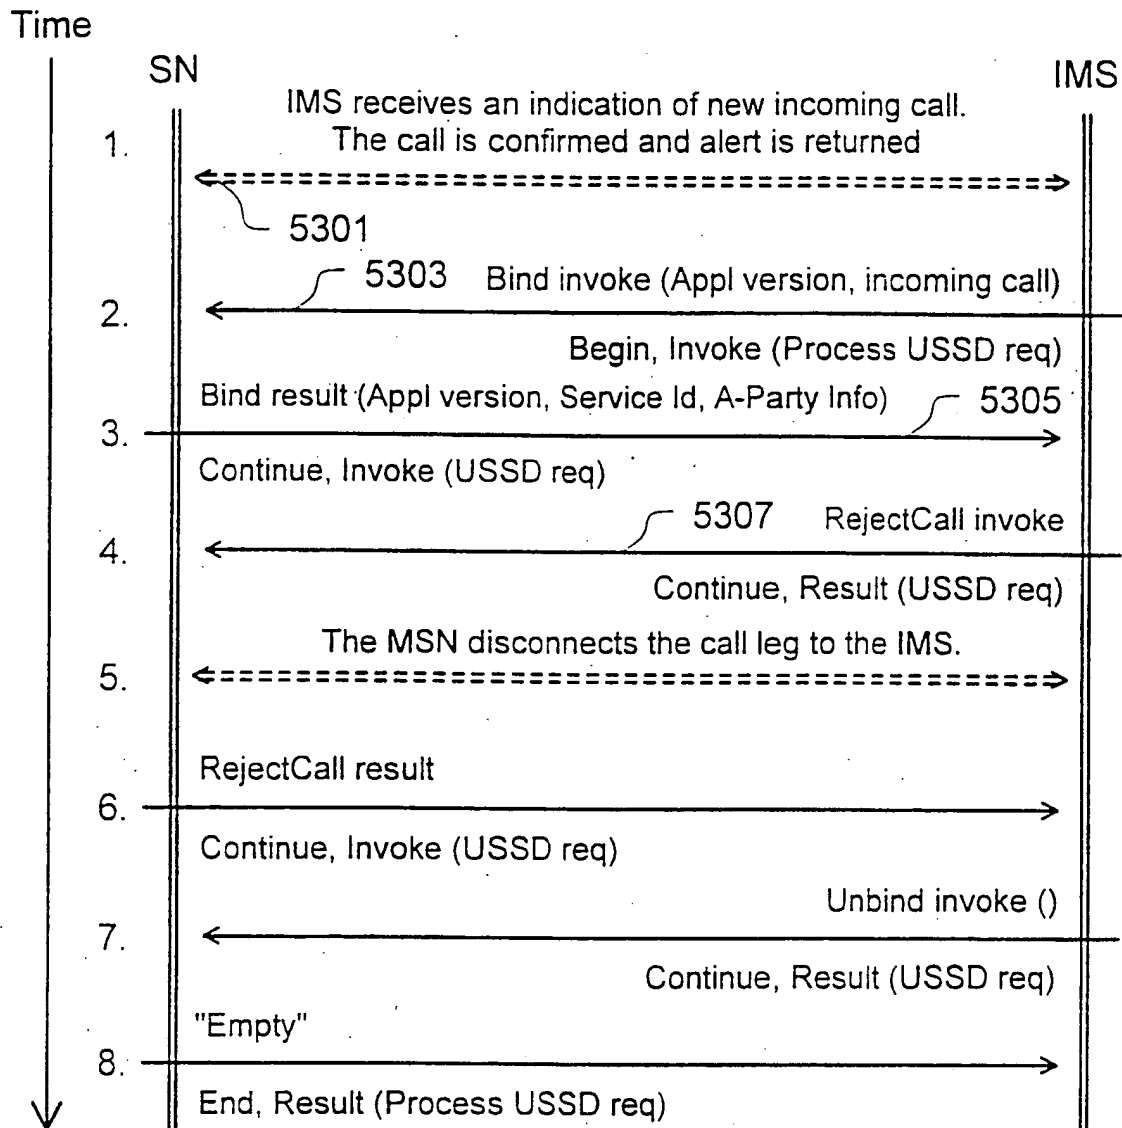 Time
SN
IMS
IMS receives an indication of new incoming call.
1.
The call is confirmed and alert is returned
5301
5303
Bind invoke (Appl version, incoming call)
2.
Begin, Invoke (Process USSD req)
Bind result (Appl version, Service Id, A-Party Info)
5305
3.
Continue, Invoke (USSD req)
5307
RejectCall invoke
4.
Continue, Result (USSD req)
The MSN disconnects the call leg to the IMS.
5.
RejectCall result
6.
Continue, Invoke (USSD req)
Unbind invoke ()
7.
Continue, Result (USSD req)
"Empty"
8.
End, Result (Process USSD req)